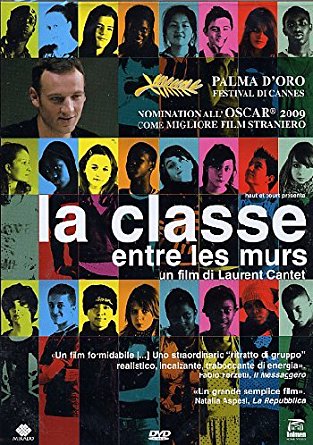 PALMA D'ORO
FESTIVAL DI CANNES
NOMINATION ALL'OSCAR® 2009
COME MIGLIORE FILM STRANIERO
haut et court presenta
la classe
entre les murs
un film di Laurent Cantet
«Un film formidabile [...] Uno straordinario "ritratto di gruppo"
realistico, incalzante, traboccante di energia».
Fabio Ferzetti, Il Messaggero
«Un grande semplice film».
Natalia Aspesi, La Repubblica
MIKADO
DVD